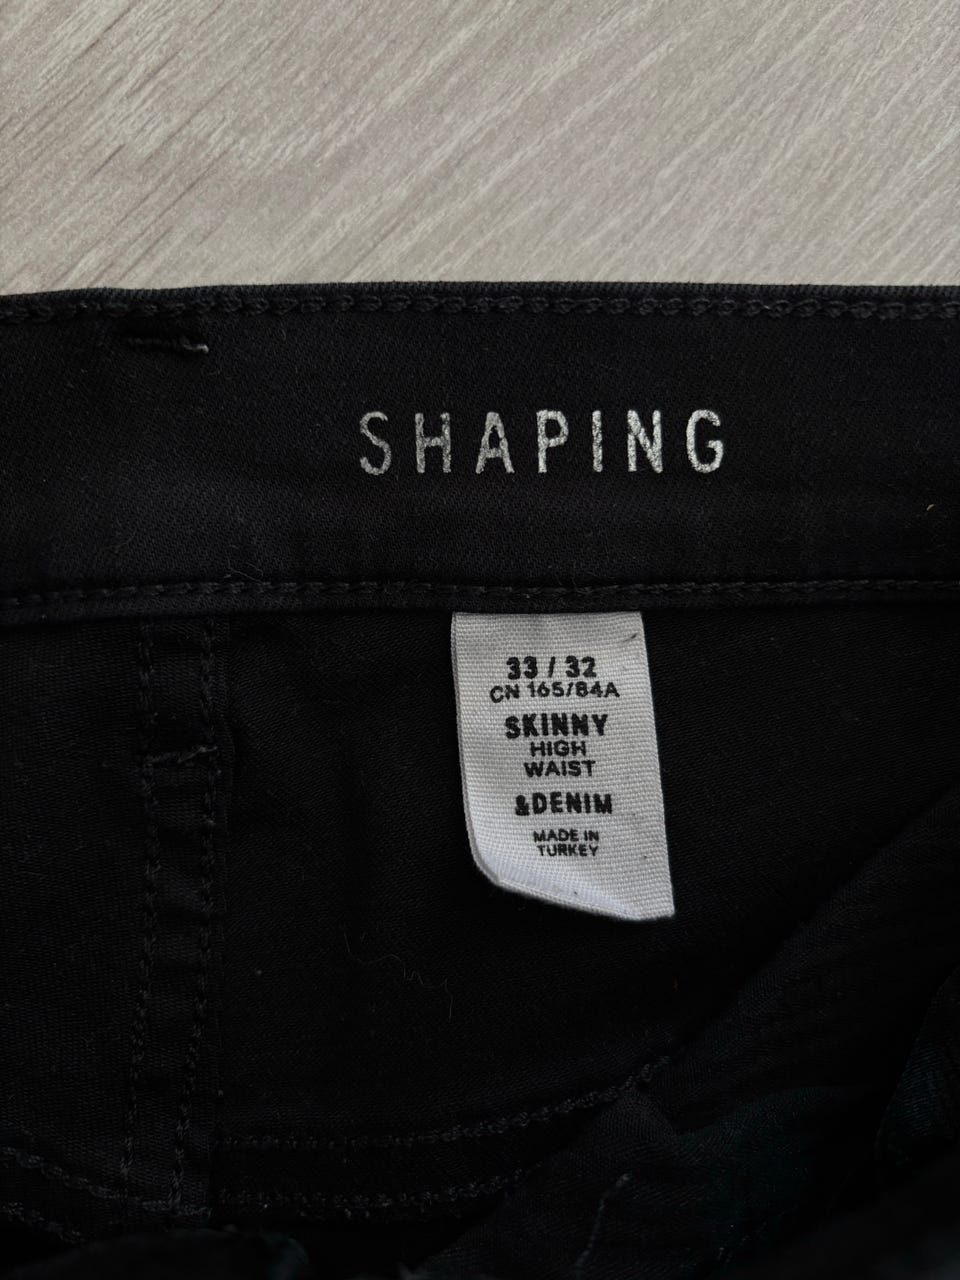 SHAPING
33 / 32
CN 165/84A
SKINNY
HIGH
WAIST
&DENIM
MADE IN
TURKEY